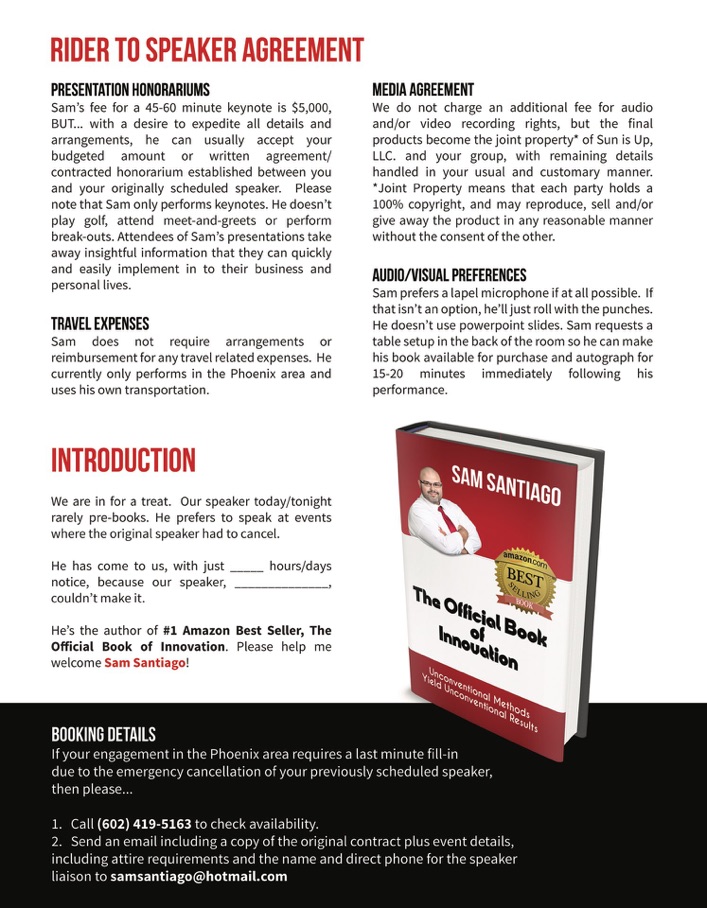 RIDER TO SPEAKER AGREEMENT
PRESENTATION HONORARIUMS
Sam's fee for a 45-60 minute keynote is $5,000,
BUT... with a desire to expedite all details and
arrangements, he can usually accept your
budgeted amount or written agreement/
contracted honorarium established between you
and your originally scheduled speaker. Please
note that Sam only performs keynotes. He doesn't
play golf, attend meet-and-greets or perform
break-outs. Attendees of Sam's presentations take
away insightful information that they can quickly
and easily implement in to their business and
personal lives.
TRAVEL EXPENSES
Sam does not require arrangements or
reimbursement for any travel related expenses. He
currently only performs in the Phoenix area and
uses his own transportation.
MEDIA AGREEMENT
We do not charge an additional fee for audio
and/or video recording rights, but the final
products become the joint property* of Sun is Up,
LLC. and your group, with remaining details
handled in your usual and customary manner.
*Joint Property means that each party holds a
100% copyright, and may reproduce, sell and/or
give away the product in any reasonable manner
without the consent of the other.
AUDIO/VISUAL PREFERENCES
Sam prefers a lapel microphone if at all possible. If
that isn't an option, he'll just roll with the punches.
He doesn't use powerpoint slides. Sam requests a
table setup in the back of the room so he can make
his book available for purchase and autograph for
15-20 minutes immediately following his
performance.
INTRODUCTION
We are in for a treat. Our speaker today/tonight
rarely pre-books. He prefers to speak at events
where the original speaker had to cancel.
He has come to us, with just _____ hours/days
notice, because our speaker, ______________,
couldn't make it.
He's the author of #1 Amazon Best Seller, The
Official Book of Innovation. Please help me
welcome Sam Santiago!
SAM SANTIAGO
amazon.com
BEST
SELLING
BOOK
The Official Book
of
Innovation
Unconventional Methods
Yield Unconventional Results
BOOKING DETAILS
If your engagement in the Phoenix area requires a last minute fill-in
due to the emergency cancellation of your previously scheduled speaker,
then please...
1. Call (602) 419-5163 to check availability.
2. Send an email including a copy of the original contract plus event details,
including attire requirements and the name and direct phone for the speaker
liaison to samsantiago@hotmail.com